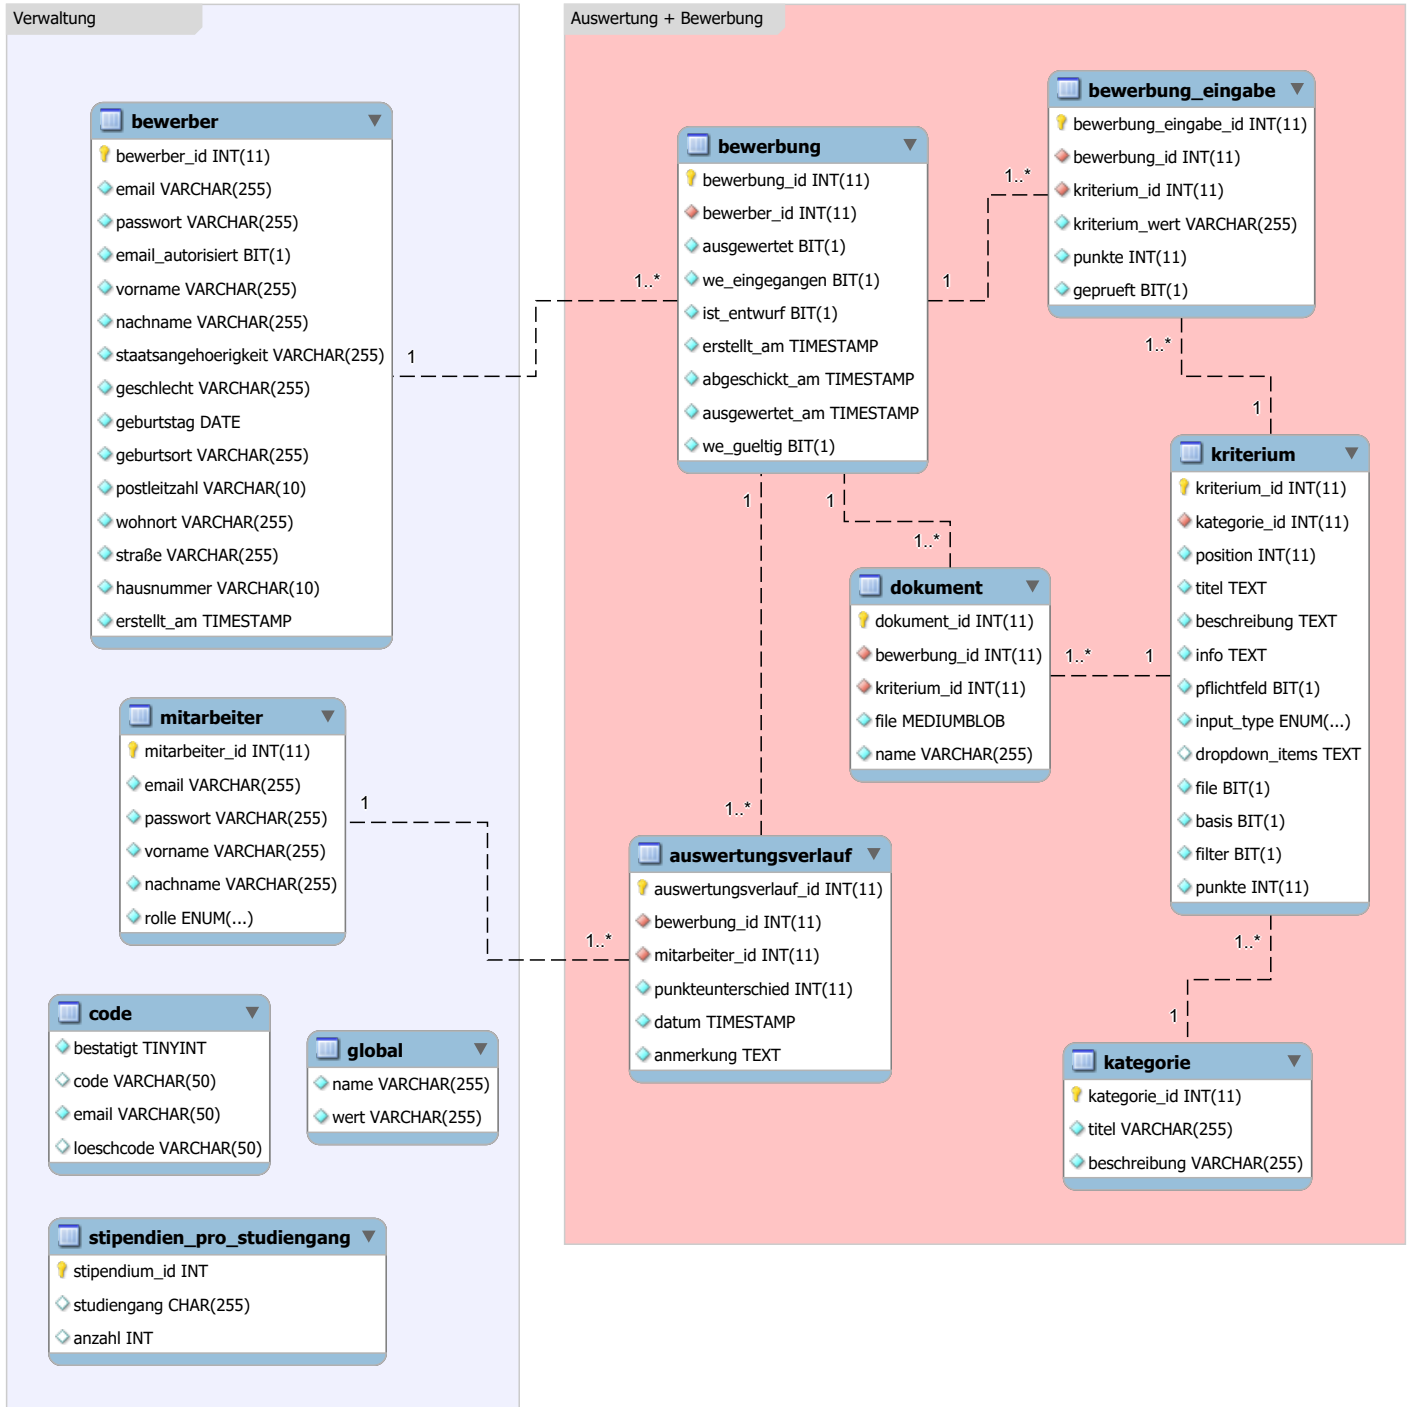 Verwaltung
bewerber
bewerber_id INT(11)
email VARCHAR(255)
passwort VARCHAR(255)
email_autorisiert BIT(1)
vorname VARCHAR(255)
nachname VARCHAR(255)
staatsangehoerigkeit VARCHAR(255)
geschlecht VARCHAR(255)
geburtstag DATE
geburtsort VARCHAR(255)
postleitzahl VARCHAR(10)
wohnort VARCHAR(255)
straße VARCHAR(255)
hausnummer VARCHAR(10)
erstellt_am TIMESTAMP
1
1..*
mitarbeiter
mitarbeiter_id INT(11)
email VARCHAR(255)
passwort VARCHAR(255)
vorname VARCHAR(255)
nachname VARCHAR(255)
rolle ENUM(...)
1
1..*
code
bestatigt TINYINT
code VARCHAR(50)
email VARCHAR(50)
loeschcode VARCHAR(50)
global
name VARCHAR(255)
wert VARCHAR(255)
stipendien_pro_studiengang
stipendium_id INT
studiengang CHAR(255)
anzahl INT
Auswertung + Bewerbung
bewerbung
bewerbung_id INT(11)
bewerber_id INT(11)
ausgewertet BIT(1)
we_eingegangen BIT(1)
ist_entwurf BIT(1)
erstellt_am TIMESTAMP
abgeschickt_am TIMESTAMP
ausgewertet_am TIMESTAMP
we_gueltig BIT(1)
1
1..*
bewerbung_eingabe
bewerbung_eingabe_id INT(11)
bewerbung_id INT(11)
kriterium_id INT(11)
kriterium_wert VARCHAR(255)
punkte INT(11)
geprueft BIT(1)
1..*
1
1
1..*
1
1..*
dokument
dokument_id INT(11)
bewerbung_id INT(11)
kriterium_id INT(11)
file MEDIUMBLOB
name VARCHAR(255)
1..*
1
kriterium
kriterium_id INT(11)
kategorie_id INT(11)
position INT(11)
titel TEXT
beschreibung TEXT
info TEXT
pflichtfeld BIT(1)
input_type ENUM(...)
dropdown_items TEXT
file BIT(1)
basis BIT(1)
filter BIT(1)
punkte INT(11)
auswertungsverlauf
auswertungsverlauf_id INT(11)
bewerbung_id INT(11)
mitarbeiter_id INT(11)
punkteunterschied INT(11)
datum TIMESTAMP
anmerkung TEXT
1..*
1
kategorie
kategorie_id INT(11)
titel VARCHAR(255)
beschreibung VARCHAR(255)